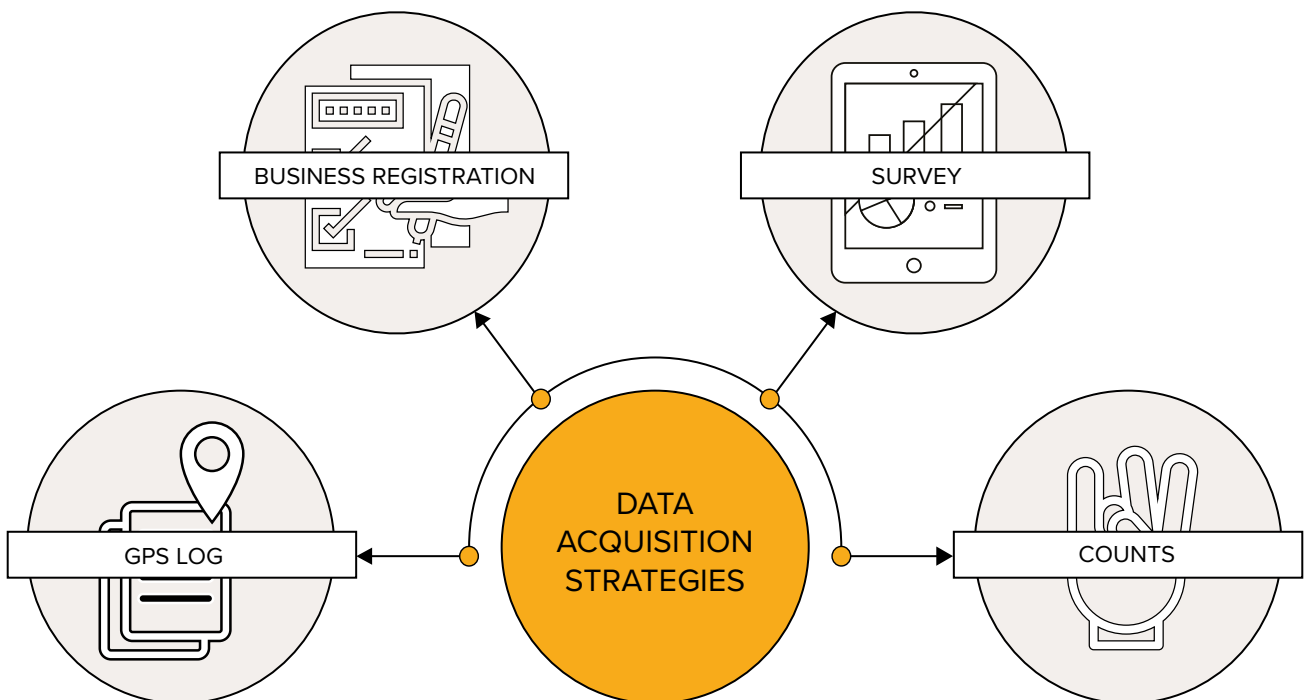 BUSINESS REGISTRATION
SURVEY
GPS LOG
DATA
ACQUISITION
STRATEGIES
COUNTS